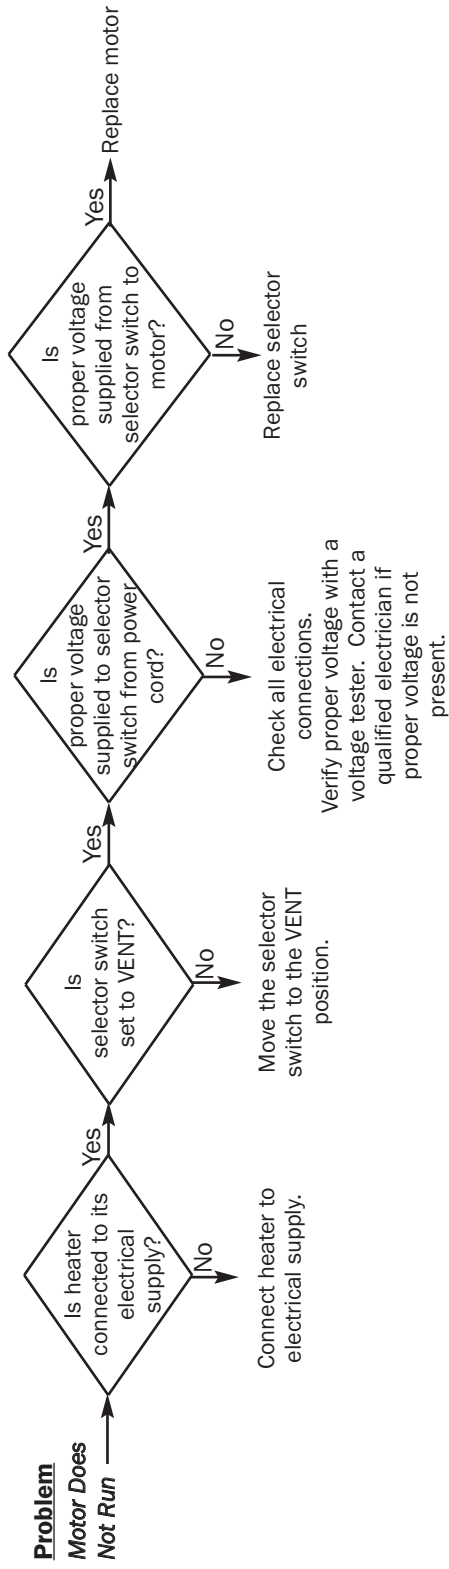 Problem
Motor Does
Not Run
Is heater
connected to its
electrical
supply?
Yes
No
Connect heater to
electrical supply.
Is
selector switch
set to VENT?
Yes
No
Move the selector
switch to the VENT
position.
Is
proper voltage
supplied to selector
switch from power
cord?
Yes
No
Check all electrical
connections.
Verify proper voltage with a
voltage tester.  Contact a
qualified electrician if
proper voltage is not
present.
Is
proper voltage
supplied from
selector switch to
motor?
Yes
Replace motor
No
Replace selector
switch